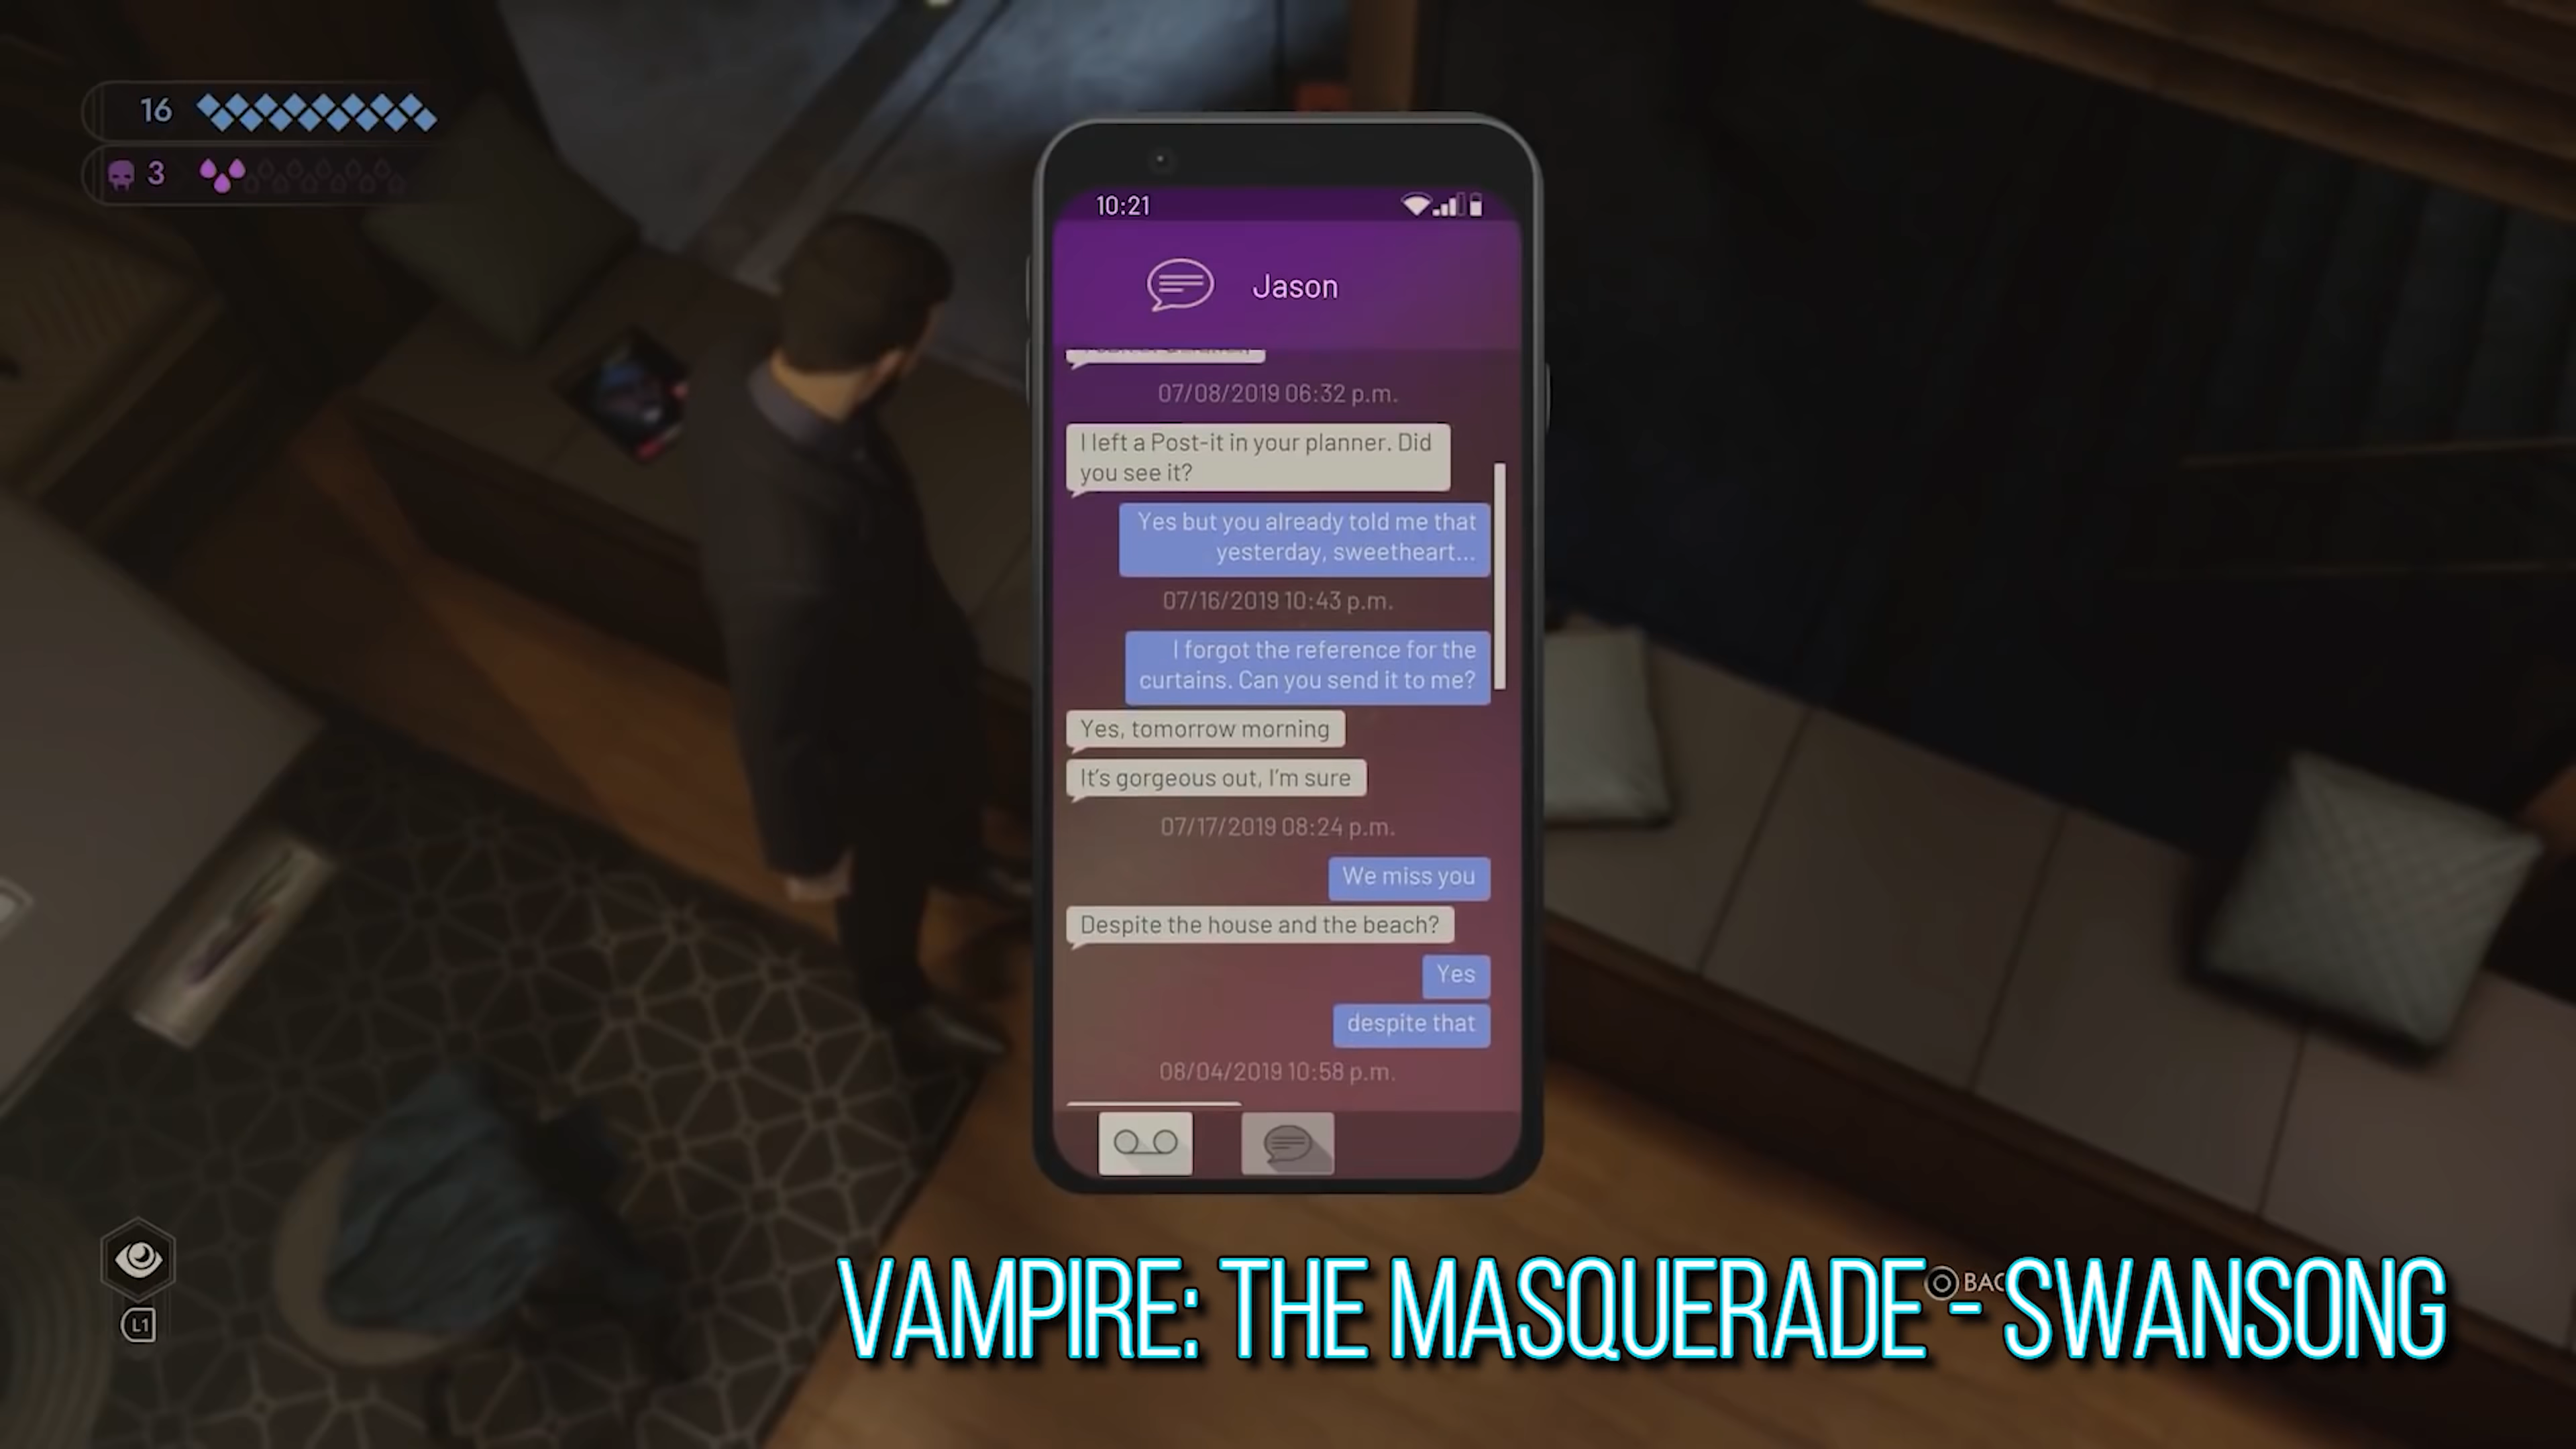 16
3
10:21
Jason
07/08/2019 06:32 p.m.
I left a Post-it in your planner. Did
you see it?
Yes but you already told me that
yesterday, sweetheart...
07/16/2019 10:43 p.m.
I forgot the reference for the
curtains. Can you send it to me?
Yes, tomorrow morning
It's gorgeous out, I'm sure
07/17/2019 08:24 p.m.
We miss you
Despite the house and the beach?
Yes
despite that
08/04/2019 10:58 p.m.
L1
VAMPIRE: THE MASQUERADE - SWANSONG